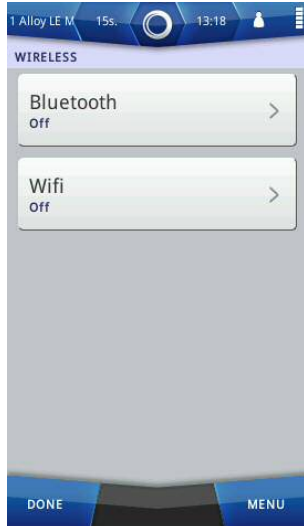 1 Alloy LE M 15s. 13:18
WIRELESS
Bluetooth
Off
Wifi
Off
DONE MENU